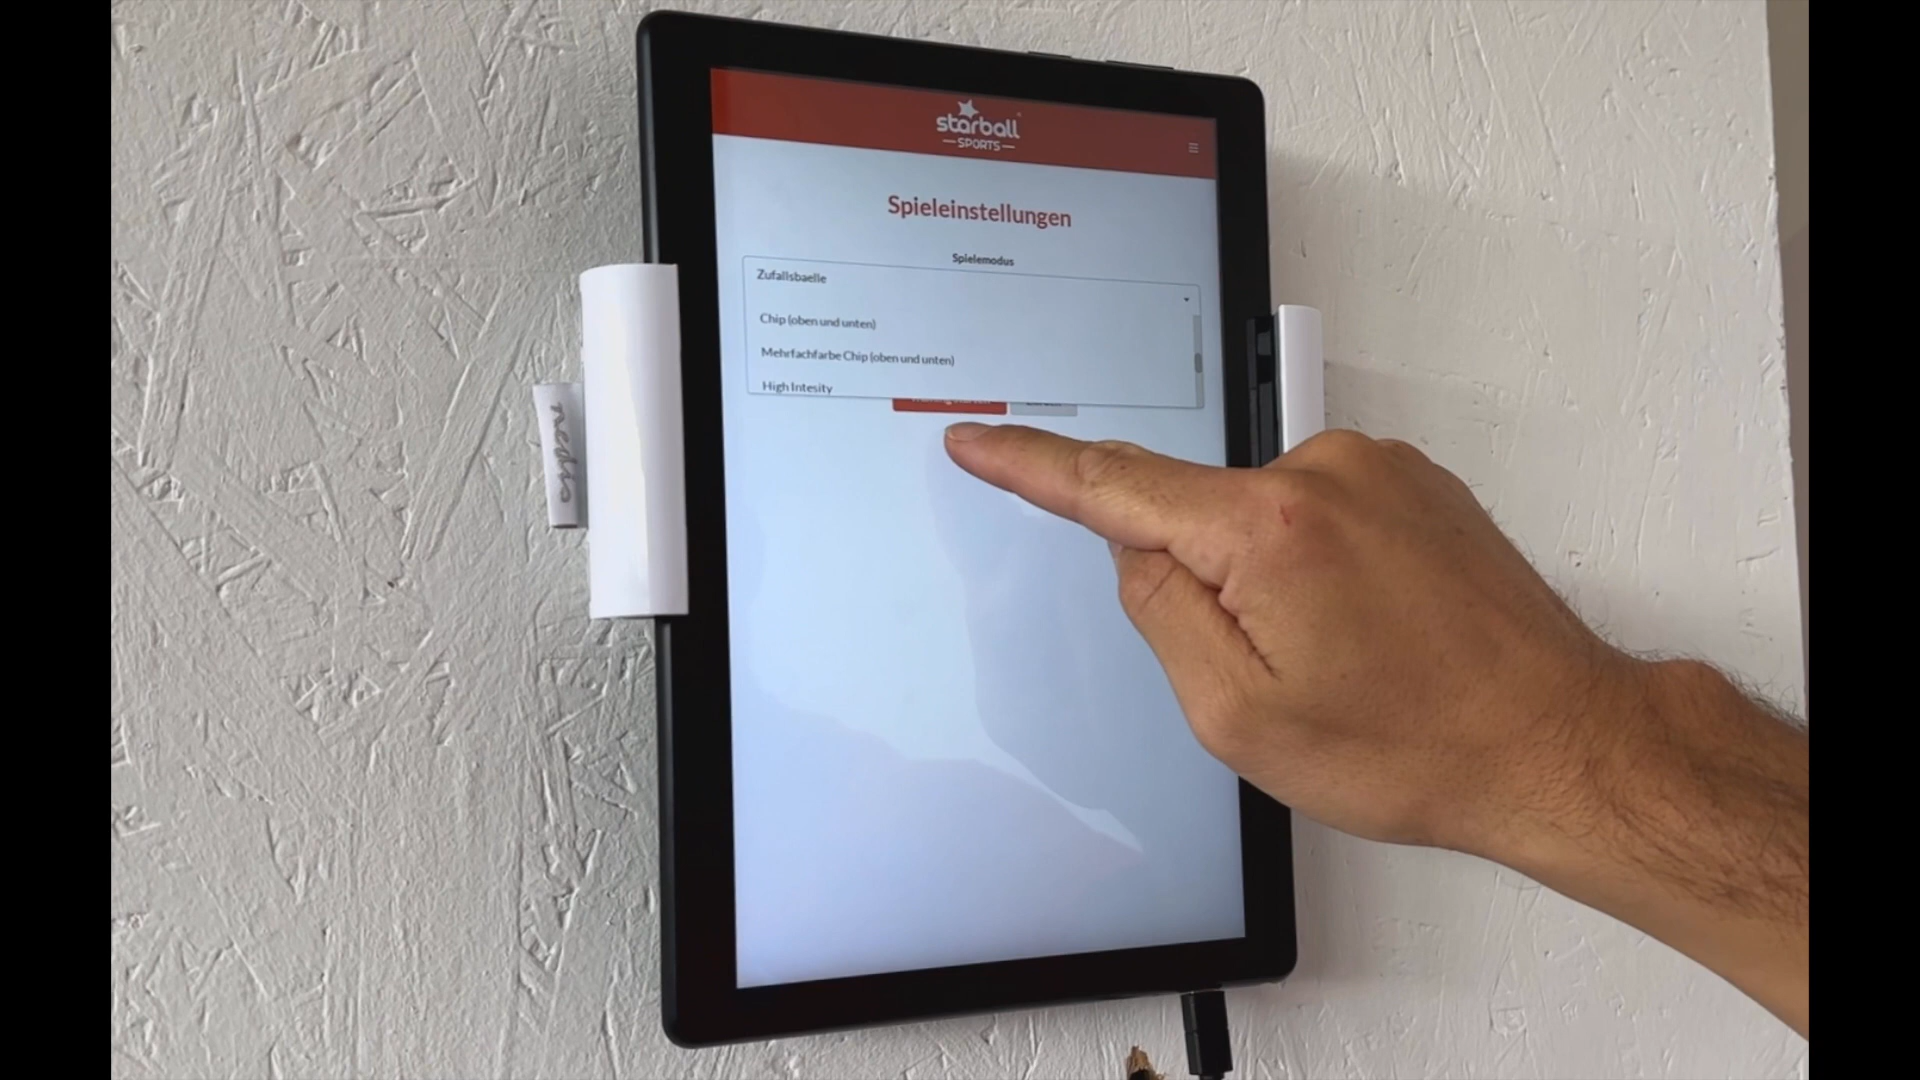 starball
SPORTS
Spieleinstellungen
Spielemodus
Zufallsbaelle
Chip (oben und unten)
Mehrfachfarbe Chip (oben und unten)
High Intesity